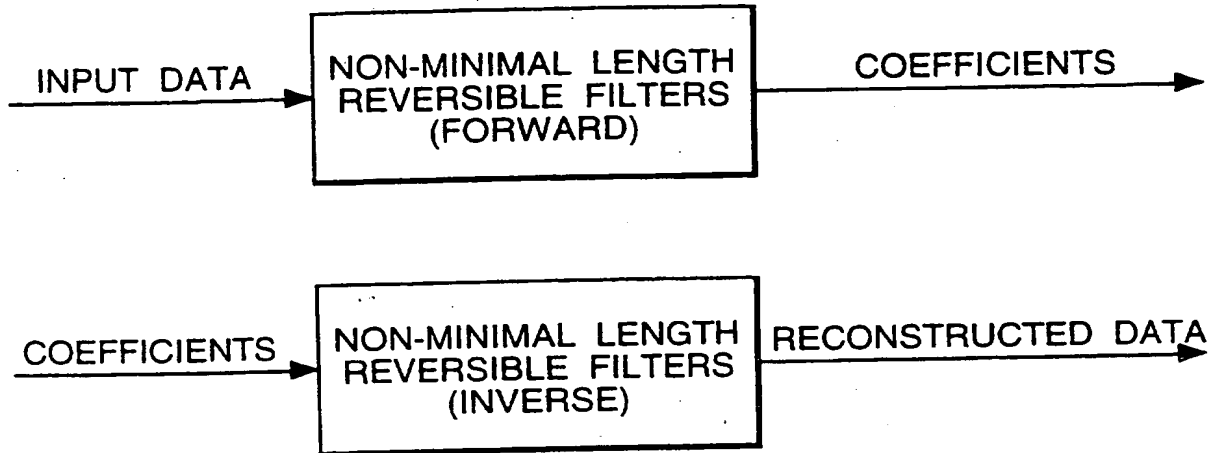 INPUT DATA
NON-MINIMAL LENGTH
REVERSIBLE FILTERS
(FORWARD)
COEFFICIENTS
COEFFICIENTS
NON-MINIMAL LENGTH
REVERSIBLE FILTERS
(INVERSE)
RECONSTRUCTED DATA